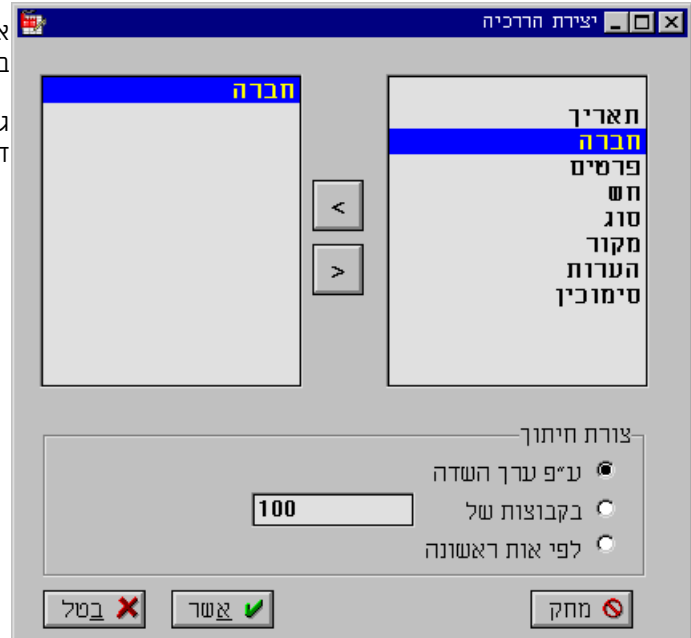 יצירת הררכיה
א
ב
ג
ד
תאריך
חברה
פרטים
חש
סוג
מקור
הערות
סימוכין
<
>
חברה
צורת חיתוך
ע״פ ערך השדה
בקבוצות של 100
לפי אות ראשונה
מחק
אשר
בטל